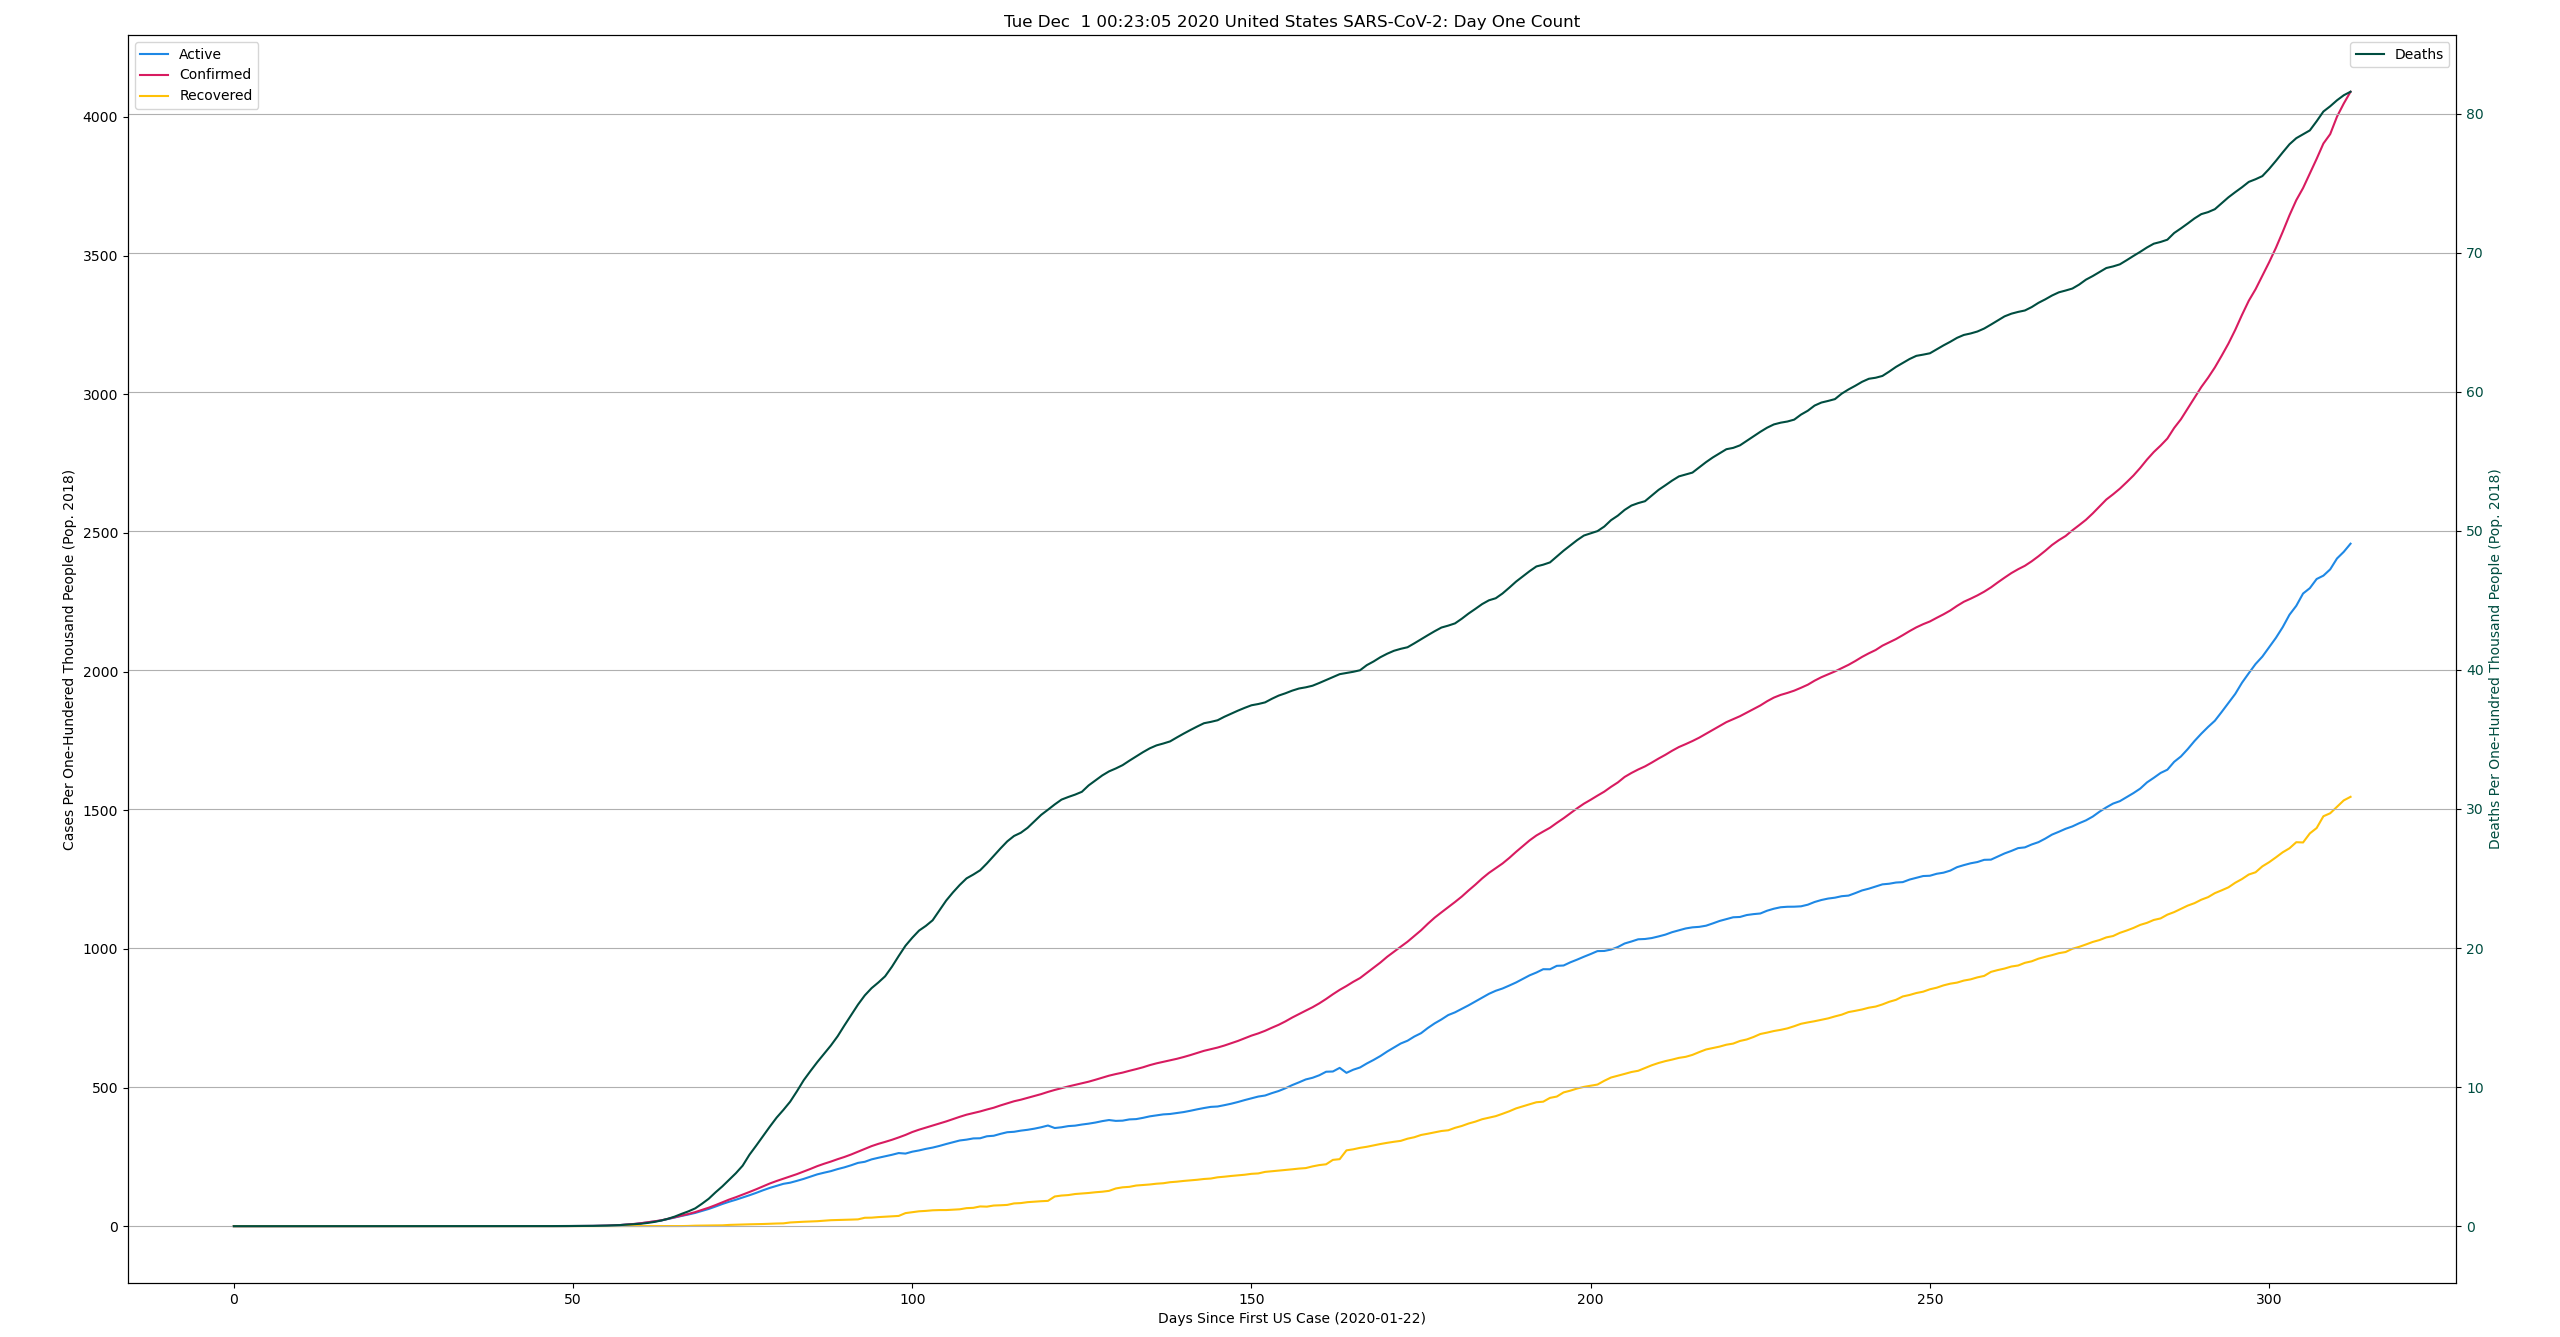 Tue Dec  1 00:23:05 2020 United States SARS-CoV-2: Day One Count
Active
Confirmed
Recovered
Deaths
4000
3500
3000
2500
2000
1500
1000
500
0
Cases Per One-Hundered Thousand People (Pop. 2018)
80
70
60
50
40
30
20
10
0
Deaths Per One-Hundred Thousand People (Pop. 2018)
0 50 100 150 200 250 300
Days Since First US Case (2020-01-22)